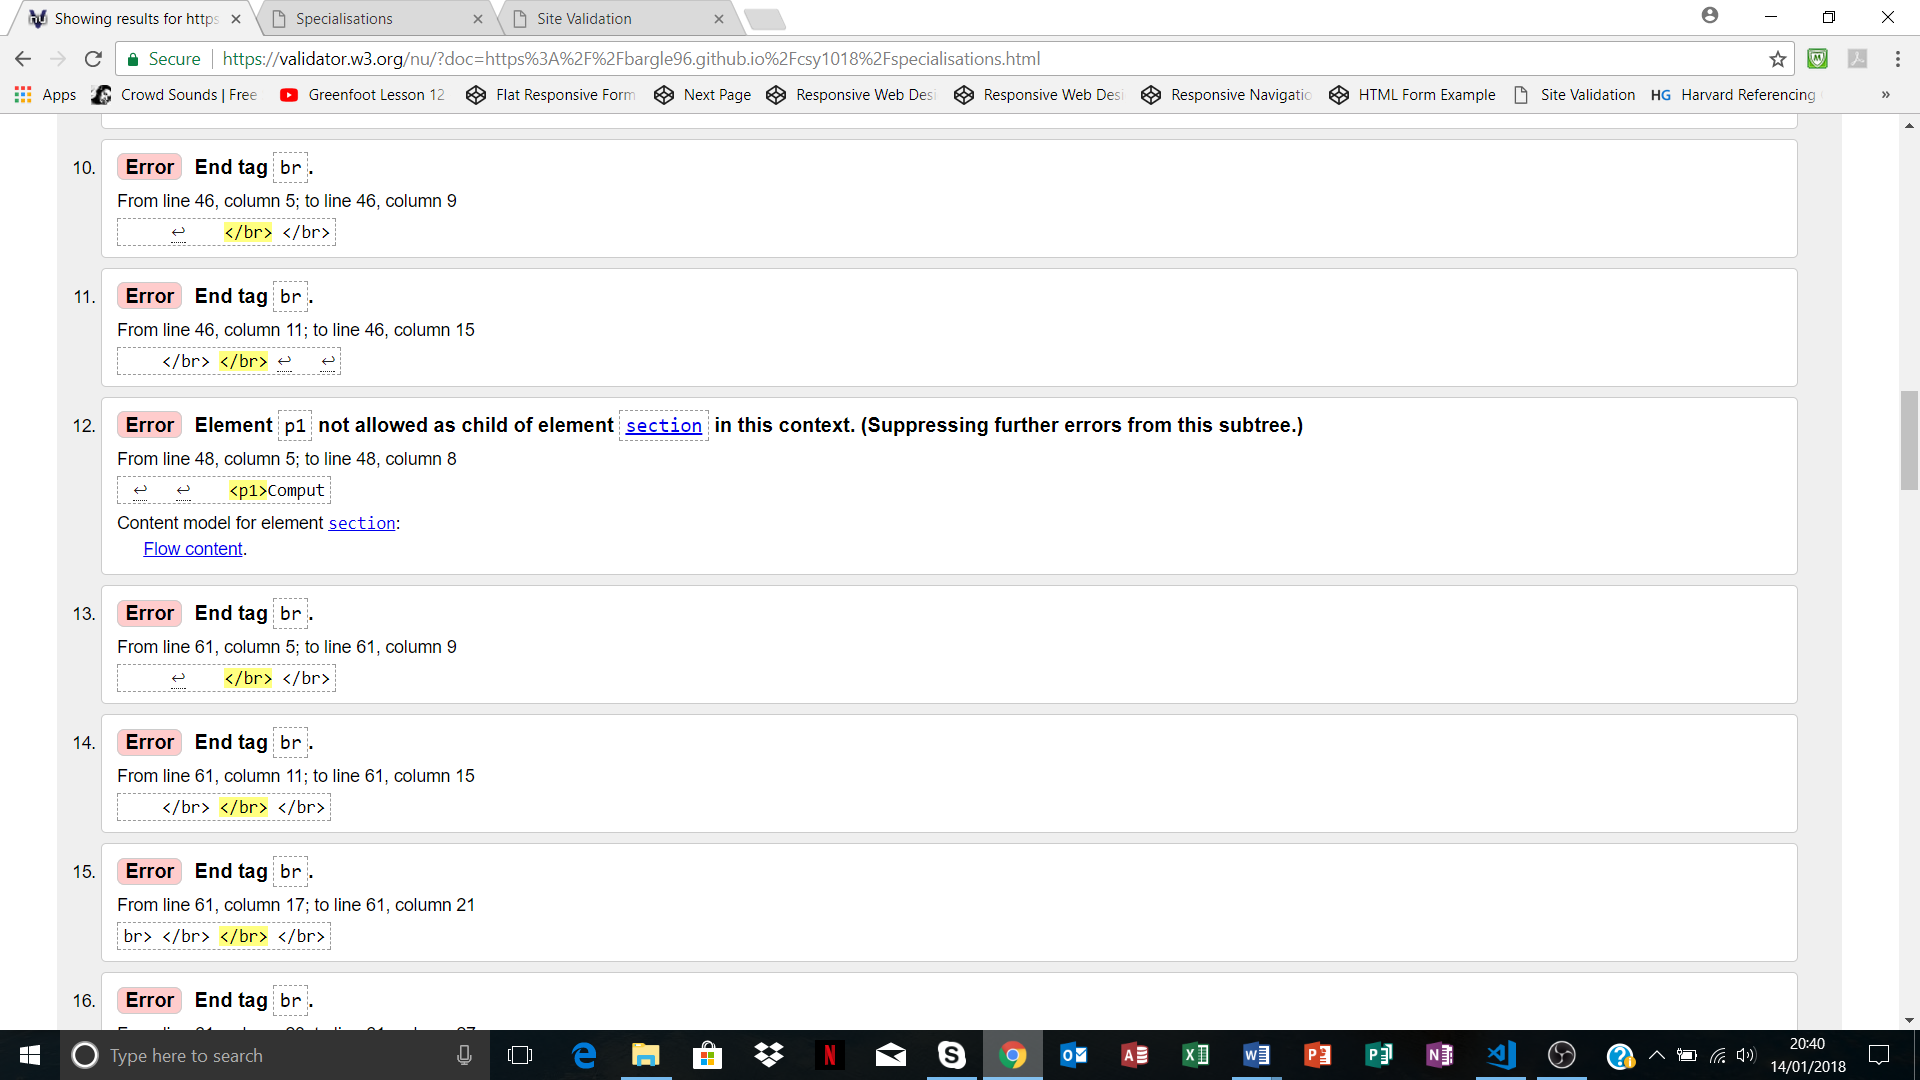 Showing results for https
Specialisations
Site Validation
Secure https://validator.w3.org/nu/?doc=https%3A%2F%2Fbargle96.github.io%2Fcsy1018%2Fspecialisations.html
Apps Crowd Sounds | Free Greenfoot Lesson 12 Flat Responsive Form Next Page Responsive Web Desi Responsive Web Desi Responsive Navigatio HTML Form Example Site Validation HG Harvard Referencing »
10. Error End tag br.
From line 46, column 5; to line 46, column 9
↩ </br> </br>
11. Error End tag br.
From line 46, column 11; to line 46, column 15
</br> </br> ↩ ↩
12. Error Element p1 not allowed as child of element section in this context. (Suppressing further errors from this subtree.)
From line 48, column 5; to line 48, column 8
↩ ↩ <p1>Comput
Content model for element section:
Flow content.
13. Error End tag br.
From line 61, column 5; to line 61, column 9
↩ </br> </br>
14. Error End tag br.
From line 61, column 11; to line 61, column 15
</br> </br> </br>
15. Error End tag br.
From line 61, column 17; to line 61, column 21
br> </br> </br> </br>
16. Error End tag br.
Type here to search
20:40
14/01/2018